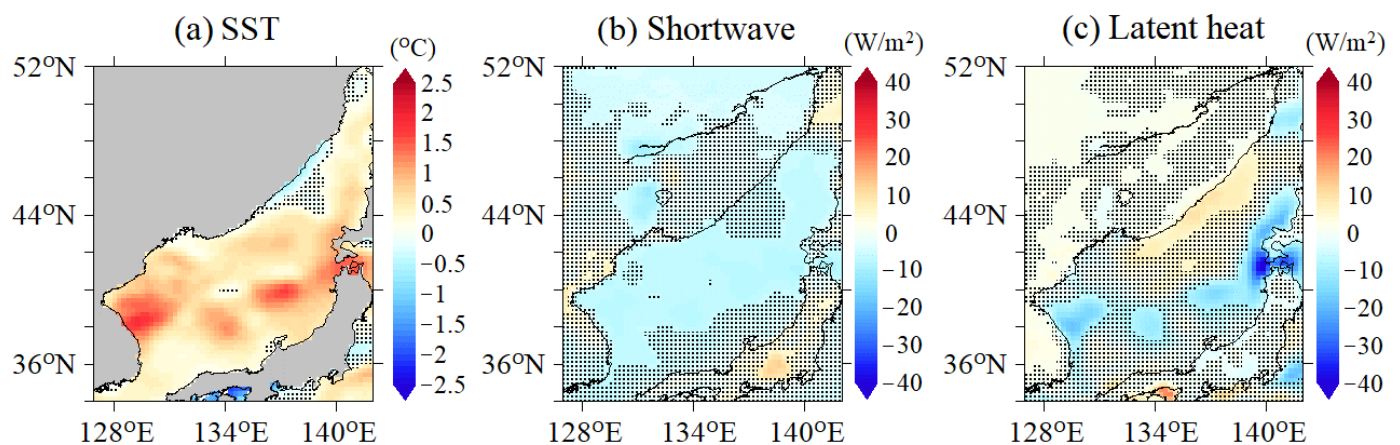 (a) SST
(°C)
52°N
44°N
36°N
128°E
134°E
140°E
2.5
2
1.5
1
0.5
0
−0.5
−1
−1.5
−2
−2.5
(b) Shortwave
(W/m²)
52°N
44°N
36°N
128°E
134°E
140°E
40
30
20
10
0
−10
−20
−30
−40
(c) Latent heat
(W/m²)
52°N
44°N
36°N
128°E
134°E
140°E
40
30
20
10
0
−10
−20
−30
−40